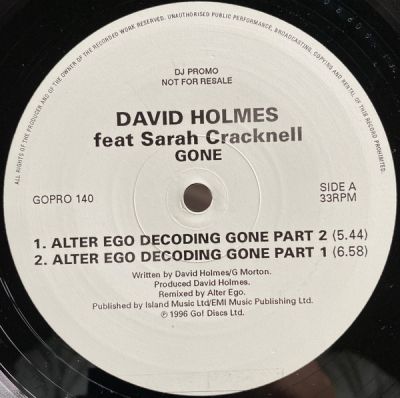 ALL RIGHTS OF THE RECORD PRODUCER AND OF THE OWNER OF THE RECORDED WORK RESERVED. UNAUTHORISED PUBLIC PERFORMANCE, BROADCASTING, COPYING AND RENTAL OF THIS RECORD PROHIBITED.
DJ PROMO
NOT FOR RESALE
DAVID HOLMES
feat Sarah Cracknell
GONE
GOPRO 140
SIDE A
33RPM
1. ALTER EGO DECODING GONE PART 2 (5.44)
2. ALTER EGO DECODING GONE PART 1 (6.58)
Written by David Holmes/G Morton.
Produced David Holmes.
Remixed by Alter Ego.
Published by Island Music Ltd/EMI Music Publishing Ltd.
℗ 1996 Go! Discs Ltd.